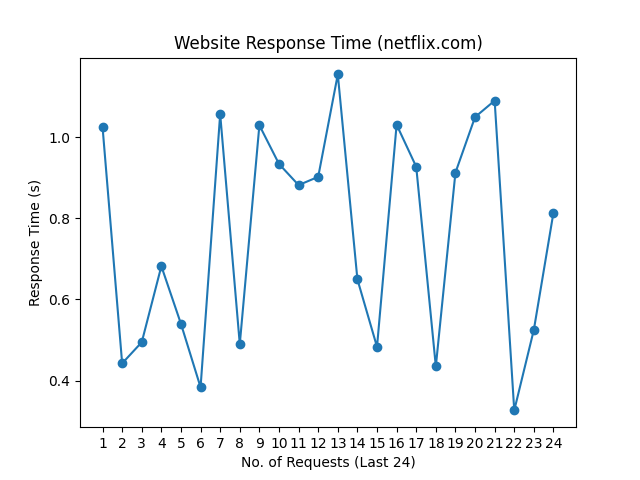 Website Response Time (netflix.com)
Response Time (s)
1.0
0.8
0.6
0.4
1 2 3 4 5 6 7 8 9 10 11 12 13 14 15 16 17 18 19 20 21 22 23 24
No. of Requests (Last 24)